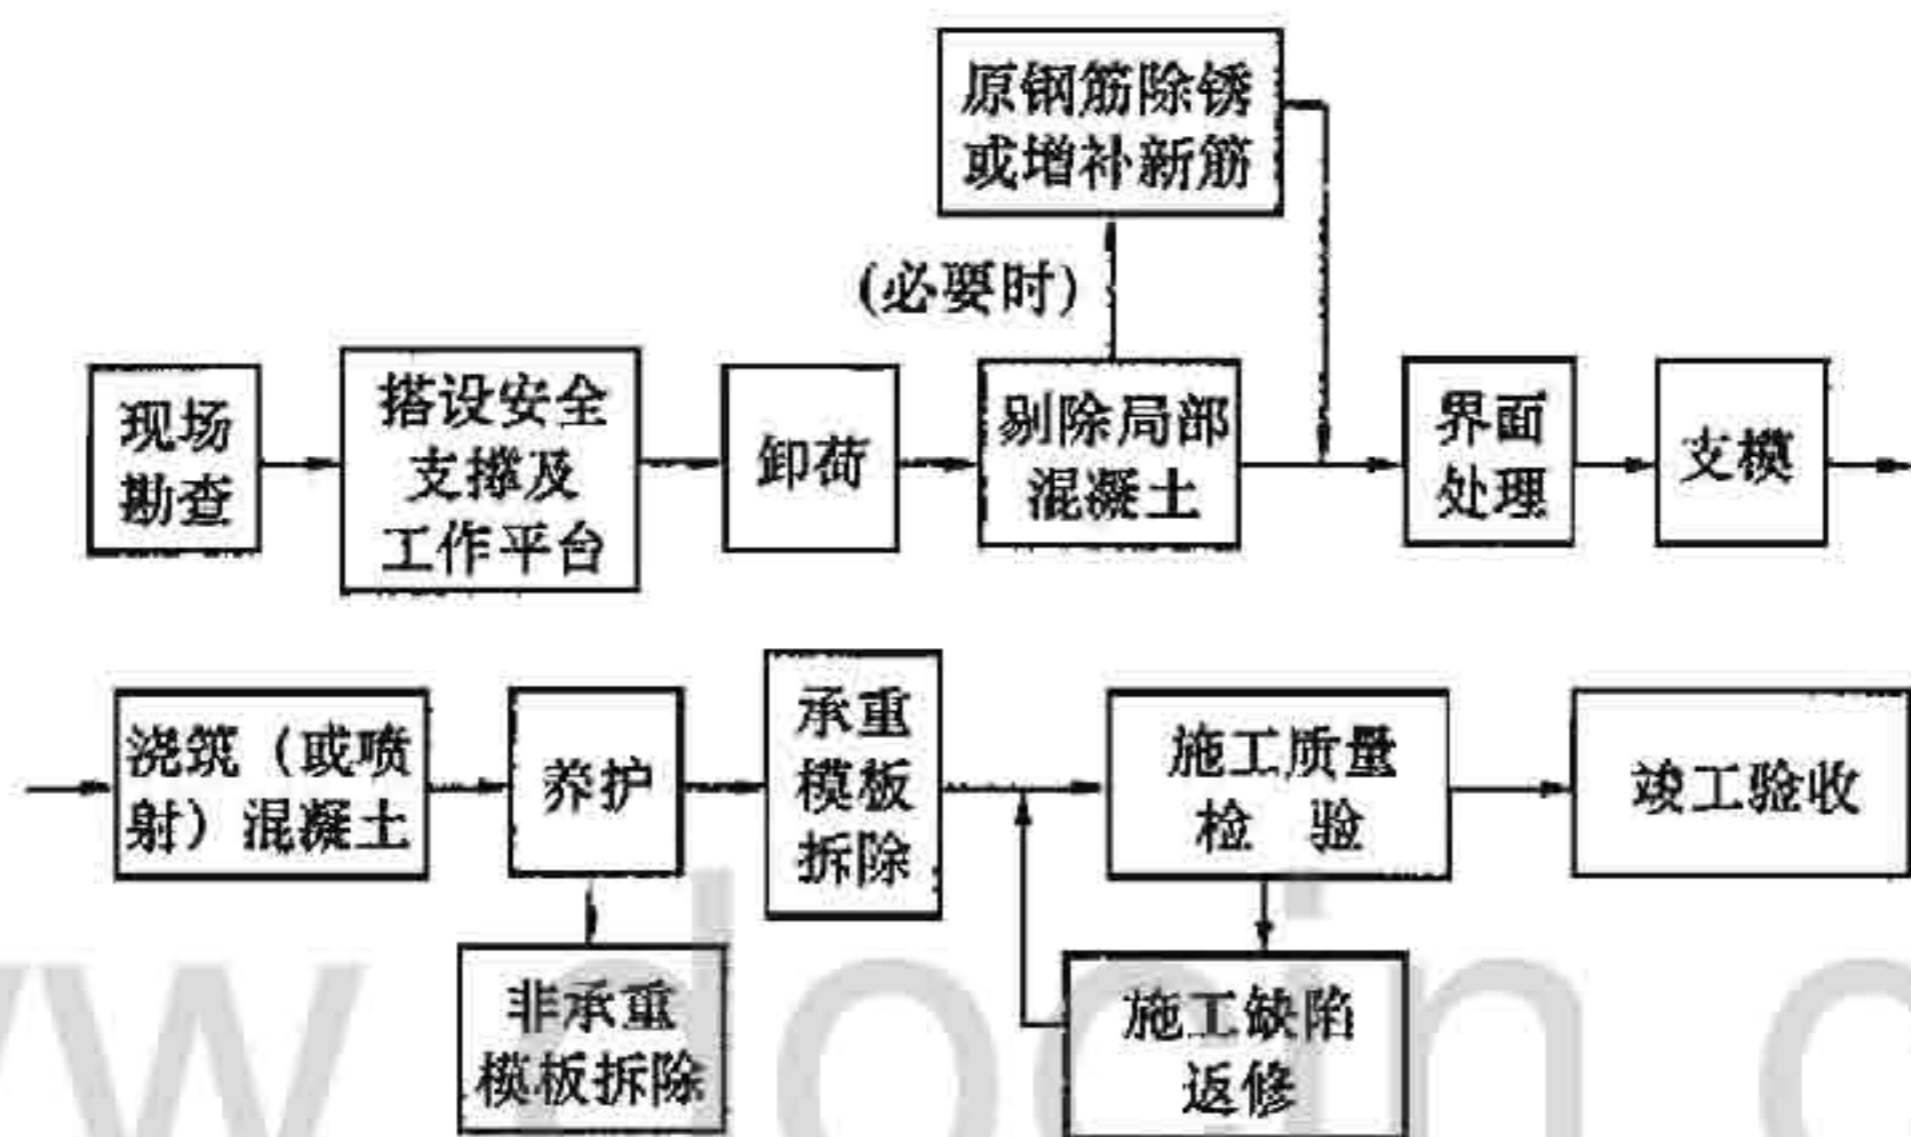 原钢筋除锈
或增补新筋
(必要时)
现场
勘查
搭设安全
支撑及
工作平台
卸荷
剔除局部
混凝土
界面
处理
支模
浇筑（或喷
射）混凝土
养护
承重
模板
拆除
施工质量
检 验
竣工验收
非承重
模板拆除
施工缺陷
返修